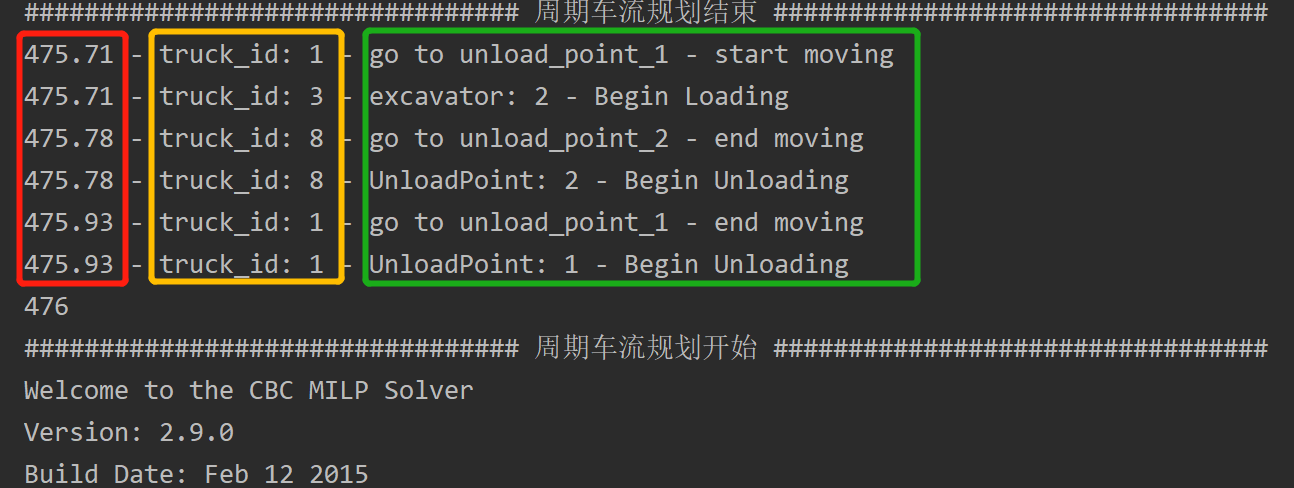 ################################# 周期车流规划结束 #################################
475.71 - truck_id: 1 - go to unload_point_1 - start moving
475.71 - truck_id: 3 - excavator: 2 - Begin Loading
475.78 - truck_id: 8 - go to unload_point_2 - end moving
475.78 - truck_id: 8 - UnloadPoint: 2 - Begin Unloading
475.93 - truck_id: 1 - go to unload_point_1 - end moving
475.93 - truck_id: 1 - UnloadPoint: 1 - Begin Unloading
476
################################# 周期车流规划开始 #################################
Welcome to the CBC MILP Solver
Version: 2.9.0
Build Date: Feb 12 2015